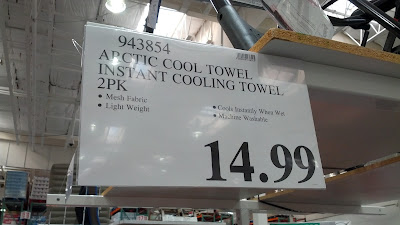 943854
ARCTIC COOL TOWEL
INSTANT COOLING TOWEL
2PK
• Mesh Fabric
• Light Weight
• Cools Instantly When Wet
• Machine Washable
14.99